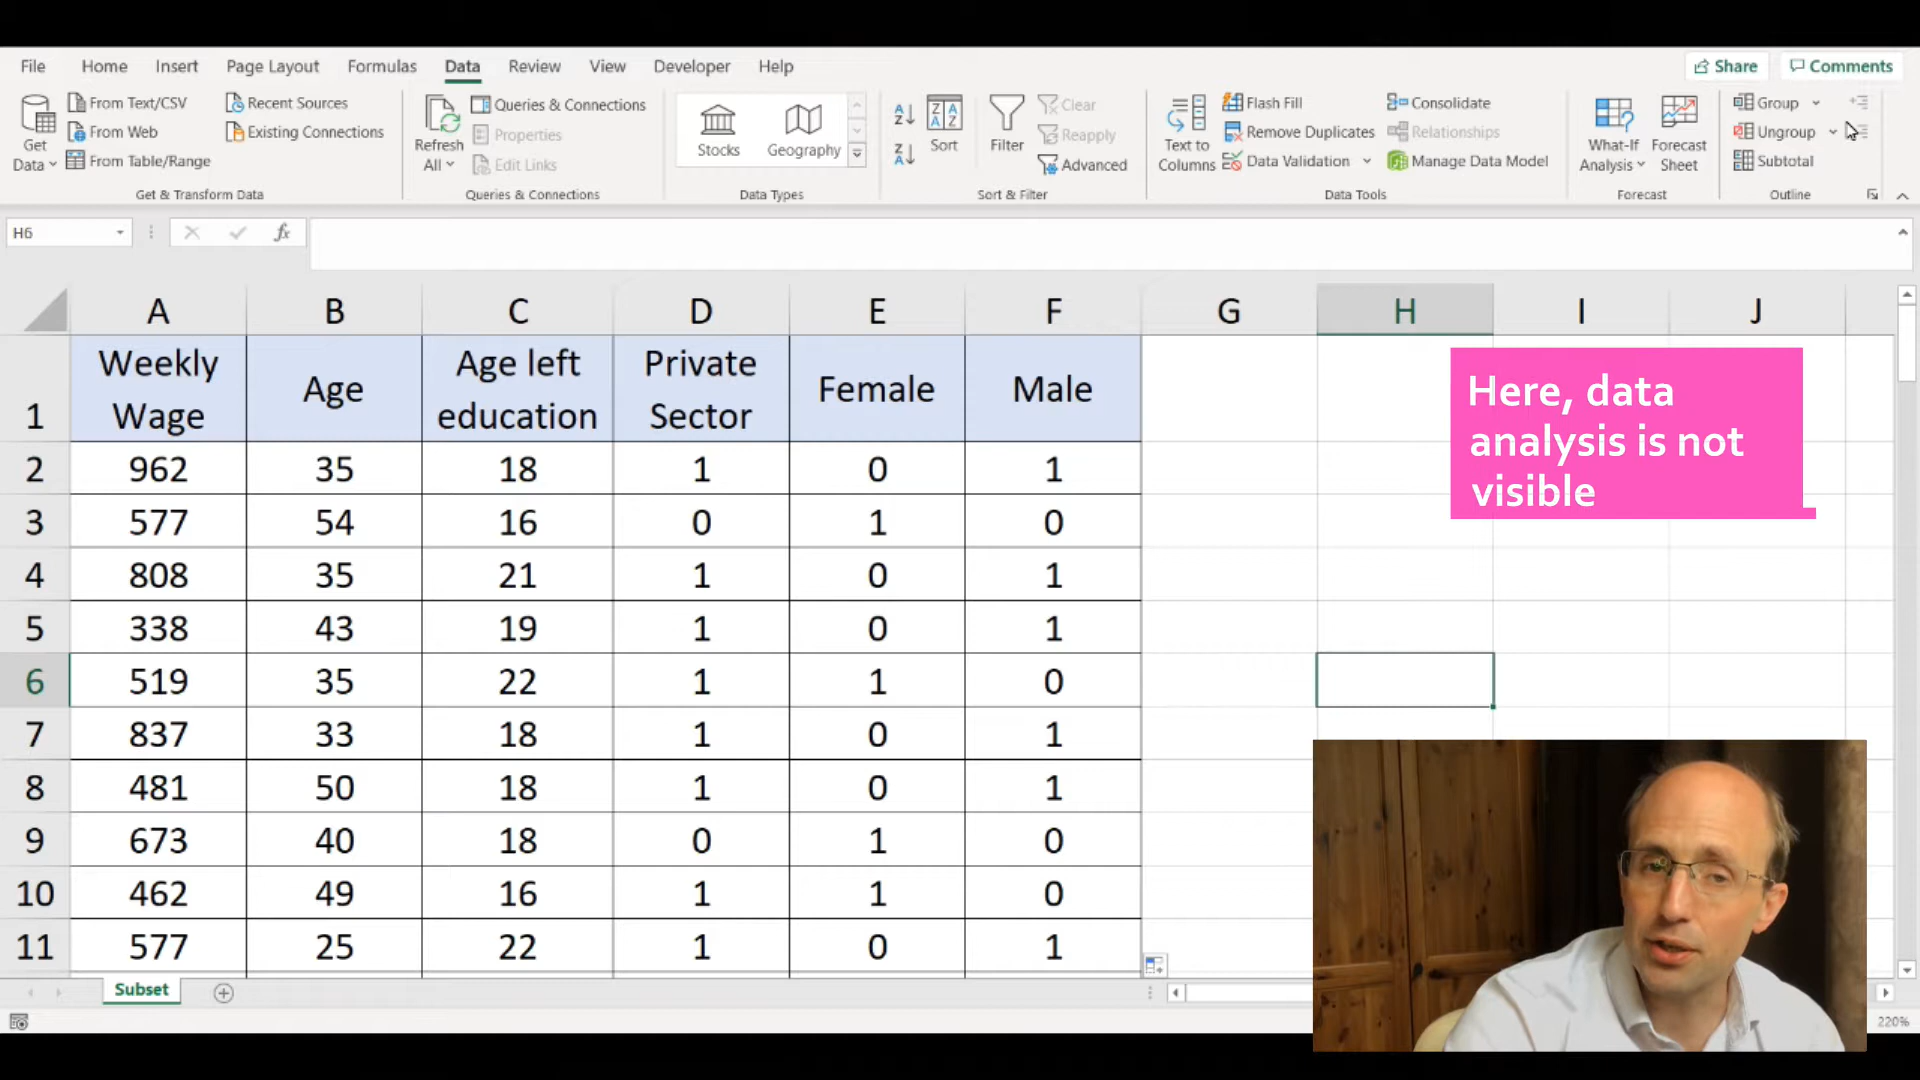 File Home Insert Page Layout Formulas Data Review View Developer Help Share Comments
Get Data
From Text/CSV
From Web
From Table/Range
Recent Sources
Existing Connections
Get & Transform Data
Refresh All
Queries & Connections
Properties
Edit Links
Queries & Connections
Stocks
Geography
Data Types
Sort
Filter
Clear
Reapply
Advanced
Sort & Filter
Text to Columns
Flash Fill
Remove Duplicates
Data Validation
Consolidate
Relationships
Manage Data Model
Data Tools
What-If Analysis
Forecast Sheet
Forecast
Group
Ungroup
Subtotal
Outline
H6 fx
A B C D E F G H I J
1 Weekly Wage Age Age left education Private Sector Female Male
2 962 35 18 1 0 1
3 577 54 16 0 1 0
4 808 35 21 1 0 1
5 338 43 19 1 0 1
6 519 35 22 1 1 0
7 837 33 18 1 0 1
8 481 50 18 1 0 1
9 673 40 18 0 1 0
10 462 49 16 1 1 0
11 577 25 22 1 0 1
Here, data
analysis is not
visible
Subset
220%